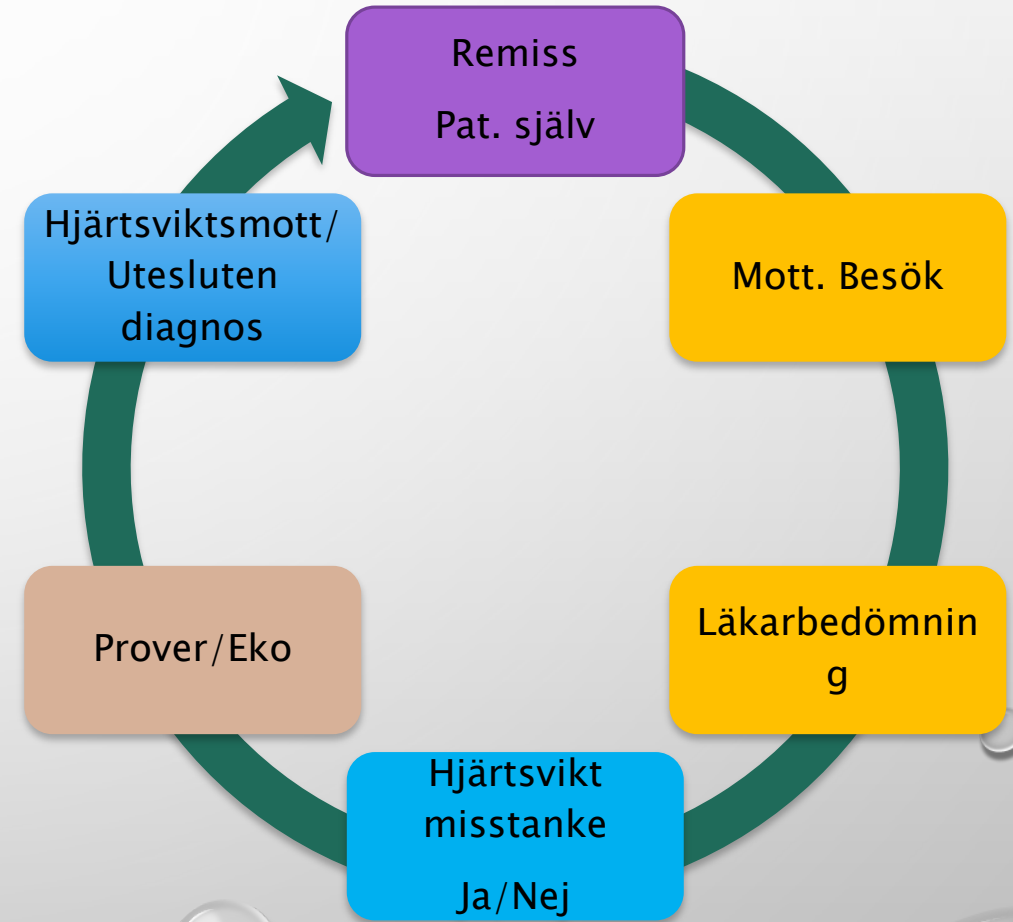 Remiss
Pat. själv
Mott. Besök
Läkarbedömnin
g
Hjärtsvikt
misstanke
Ja/Nej
Prover/Eko
Hjärtsviktsmott/
Utesluten
diagnos